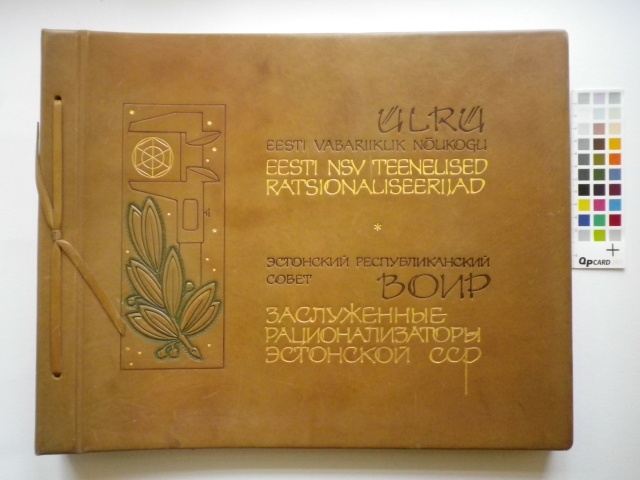 ÜLRÜ
EESTI VABARIIKLIK NÕUKOGU
EESTI NSV TEENELISED
RATSIONALISEERIJAD
*
ЭСТОНСКИЙ РЕСПУБЛИКАНСКИЙ
СОВЕТ ВОИР
ЗАСЛУЖЕННЫЕ
РАЦИОНАЛИЗАТОРЫ
ЭСТОНСКОЙ ССР
QPCARD